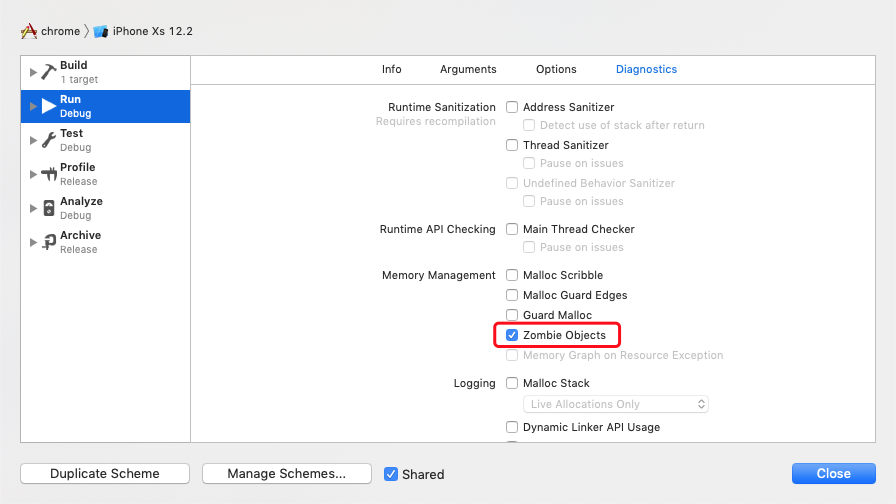 chrome iPhone Xs 12.2
Info Arguments Options Diagnostics
Build
1 target
Run
Debug
Test
Debug
Profile
Release
Analyze
Debug
Archive
Release
Runtime Sanitization Address Sanitizer
Requires recompilation Detect use of stack after return
Thread Sanitizer
Pause on issues
Undefined Behavior Sanitizer
Pause on issues
Runtime API Checking Main Thread Checker
Pause on issues
Memory Management Malloc Scribble
Malloc Guard Edges
Guard Malloc
Zombie Objects
Memory Graph on Resource Exception
Logging Malloc Stack
Live Allocations Only
Dynamic Linker API Usage
Duplicate Scheme Manage Schemes... Shared Close